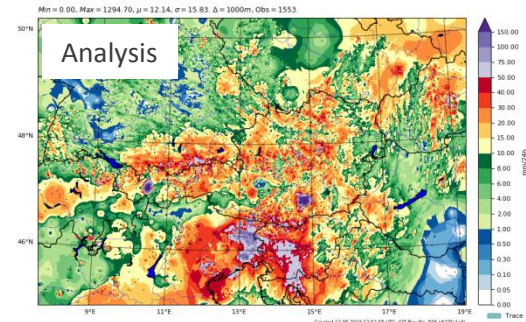 Min = 0.00, Max = 1294.70, μ = 12.14, σ = 15.83. Δ = 1000m, Obs = 1553.
Analysis
50°N
48°N
46°N
9°E
11°E
13°E
15°E
17°E
19°E
150.00
100.00
75.00
50.00
40.00
30.00
20.00
15.00
10.00
8.00
6.00
4.00
2.00
1.00
0.50
0.30
0.10
0.05
0.00
mm/24h
Trace